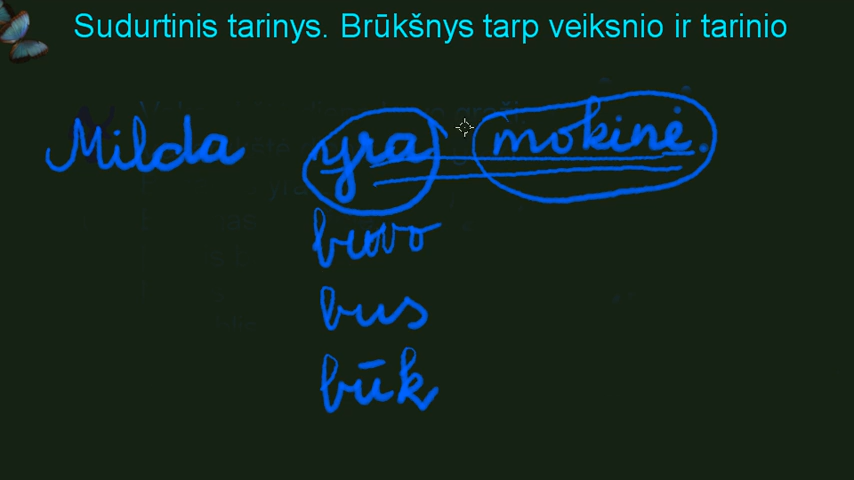 Sudurtinis tarinys. Brūkšnys tarp veiksnio ir tarinio
Milda yra mokinė.
buvo
bus
būk